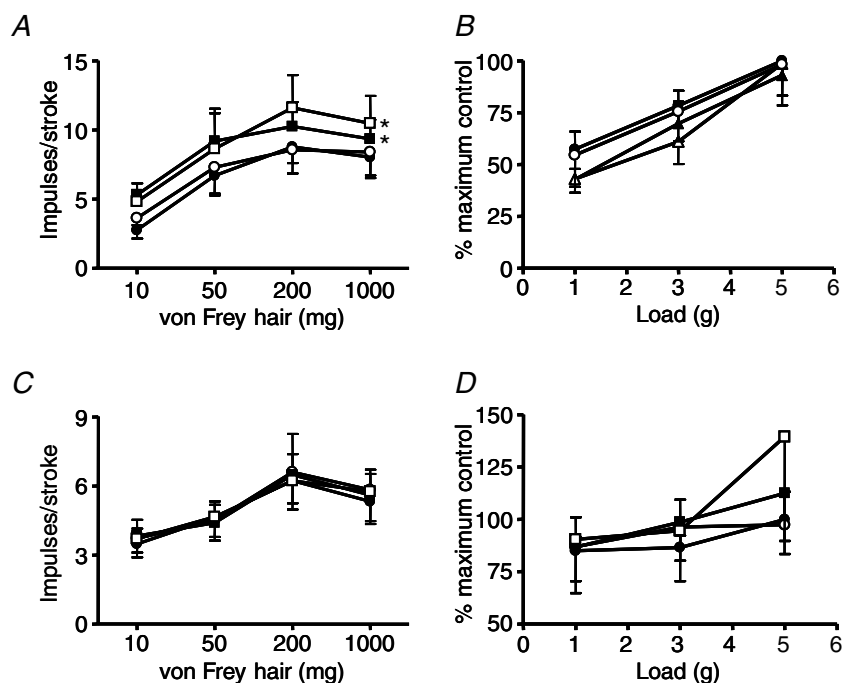 A
Impulses/stroke
15
10
5
0
*
*
10 50 200 1000
von Frey hair (mg)
B
% maximum control
100
75
50
25
0
0 1 2 3 4 5 6
Load (g)
C
Impulses/stroke
9
6
3
0
10 50 200 1000
von Frey hair (mg)
D
% maximum control
150
125
100
75
50
0 1 2 3 4 5 6
Load (g)